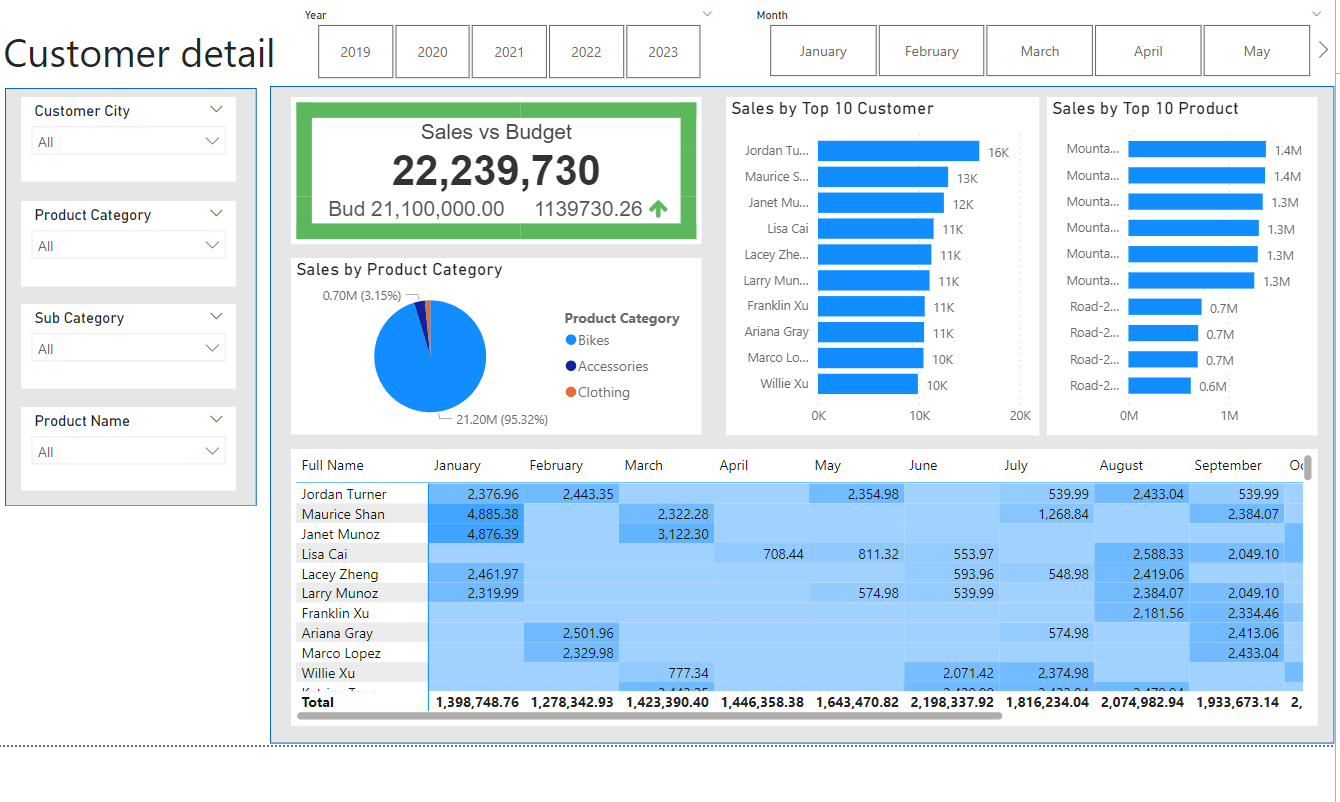 Year
2019 2020 2021 2022 2023
Month
January February March April May
Customer detail
Customer City
All
Product Category
All
Sub Category
All
Product Name
All
Sales vs Budget
22,239,730
Bud 21,100,000.00 1139730.26
Sales by Product Category
0.70M (3.15%)
21.20M (95.32%)
Product Category
Bikes
Accessories
Clothing
Sales by Top 10 Customer
Jordan Tu... 16K
Maurice S... 13K
Janet Mu... 12K
Lisa Cai 11K
Lacey Zhe... 11K
Larry Mun... 11K
Franklin Xu 11K
Ariana Gray 11K
Marco Lo... 10K
Willie Xu 10K
0K 10K 20K
Sales by Top 10 Product
Mounta... 1.4M
Mounta... 1.4M
Mounta... 1.3M
Mounta... 1.3M
Mounta... 1.3M
Mounta... 1.3M
Road-2... 0.7M
Road-2... 0.7M
Road-2... 0.7M
Road-2... 0.6M
0M 1M
Full Name January February March April May June July August September
Jordan Turner 2,376.96 2,443.35 2,354.98 539.99 2,433.04 539.99
Maurice Shan 4,885.38 2,322.28 1,268.84 2,384.07
Janet Munoz 4,876.39 3,122.30
Lisa Cai 708.44 811.32 553.97 2,588.33 2,049.10
Lacey Zheng 2,461.97 593.96 548.98 2,419.06
Larry Munoz 2,319.99 574.98 539.99 2,384.07 2,049.10
Franklin Xu 2,181.56 2,334.46
Ariana Gray 2,501.96 574.98 2,413.06
Marco Lopez 2,329.98 2,433.04
Willie Xu 777.34 2,071.42 2,374.98
Total 1,398,748.76 1,278,342.93 1,423,390.40 1,446,358.38 1,643,470.82 2,198,337.92 1,816,234.04 2,074,982.94 1,933,673.14 2,